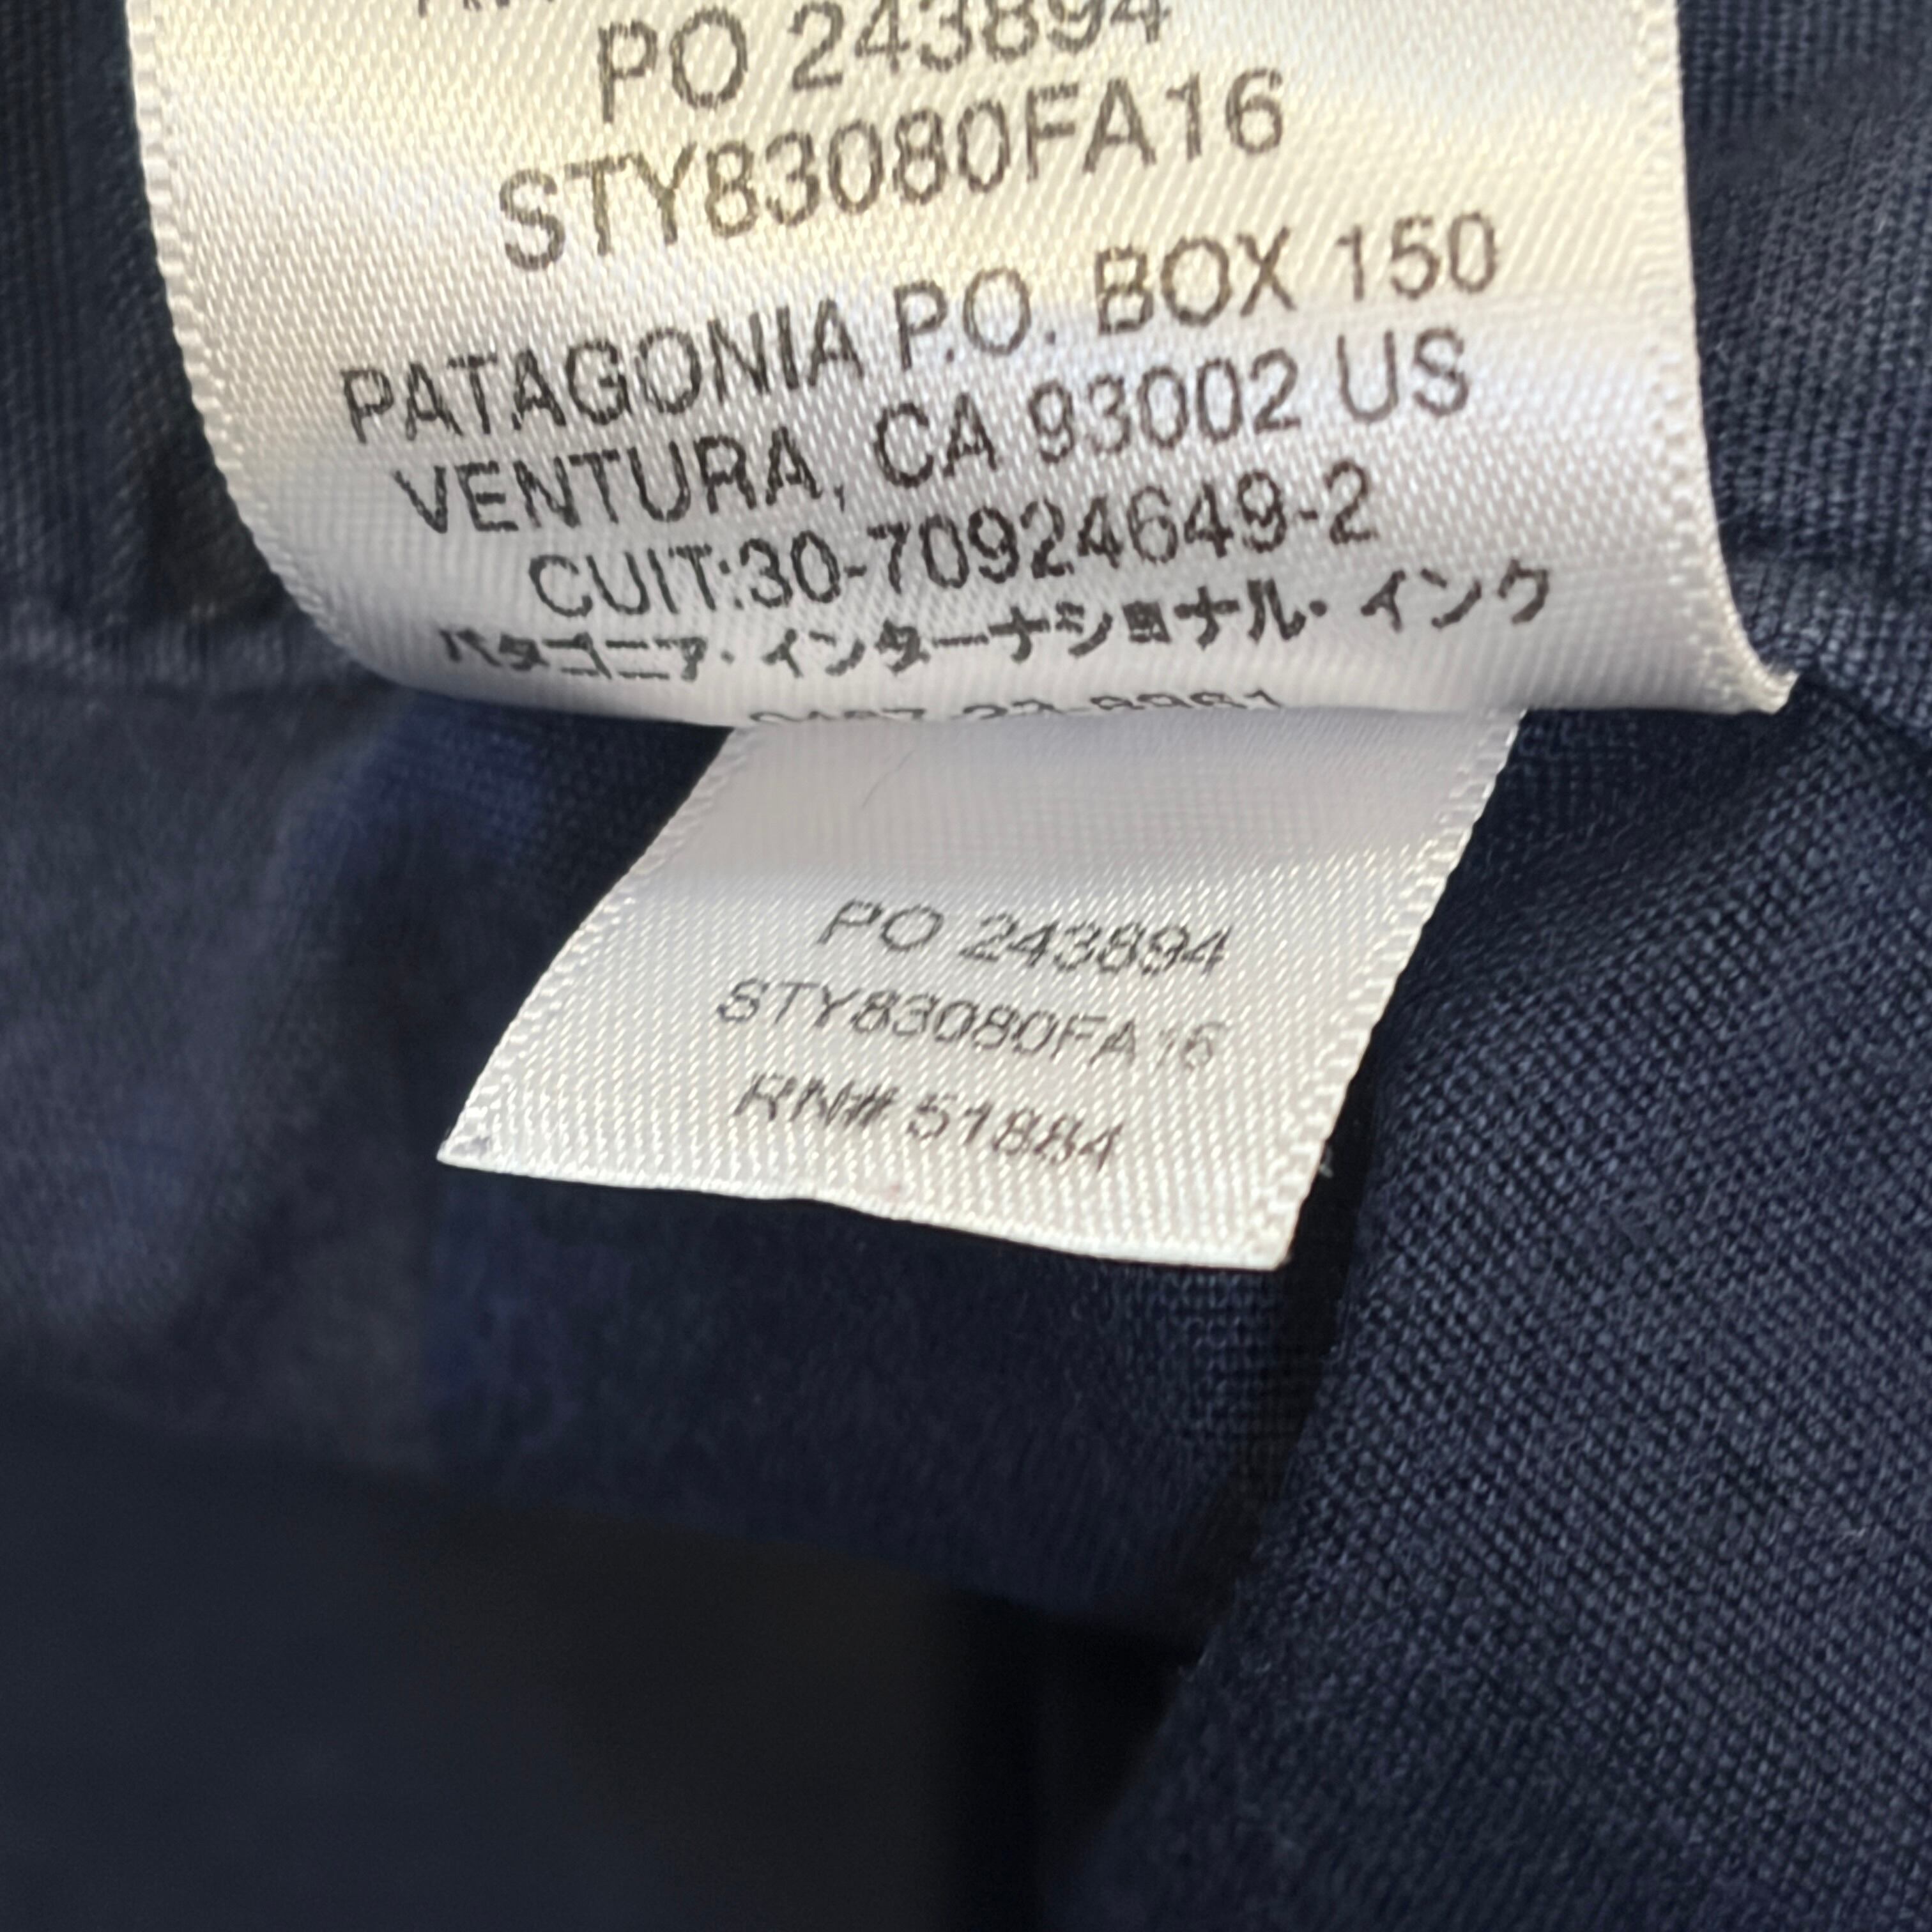 PO 243894
STY83080FA16
PATAGONIA P.O. BOX 150
VENTURA, CA 93002 US
CUIT:30-70924649-2
パタゴニア・インターナショナル・インク
PO 243894
STY83080FA16
RN# 51884